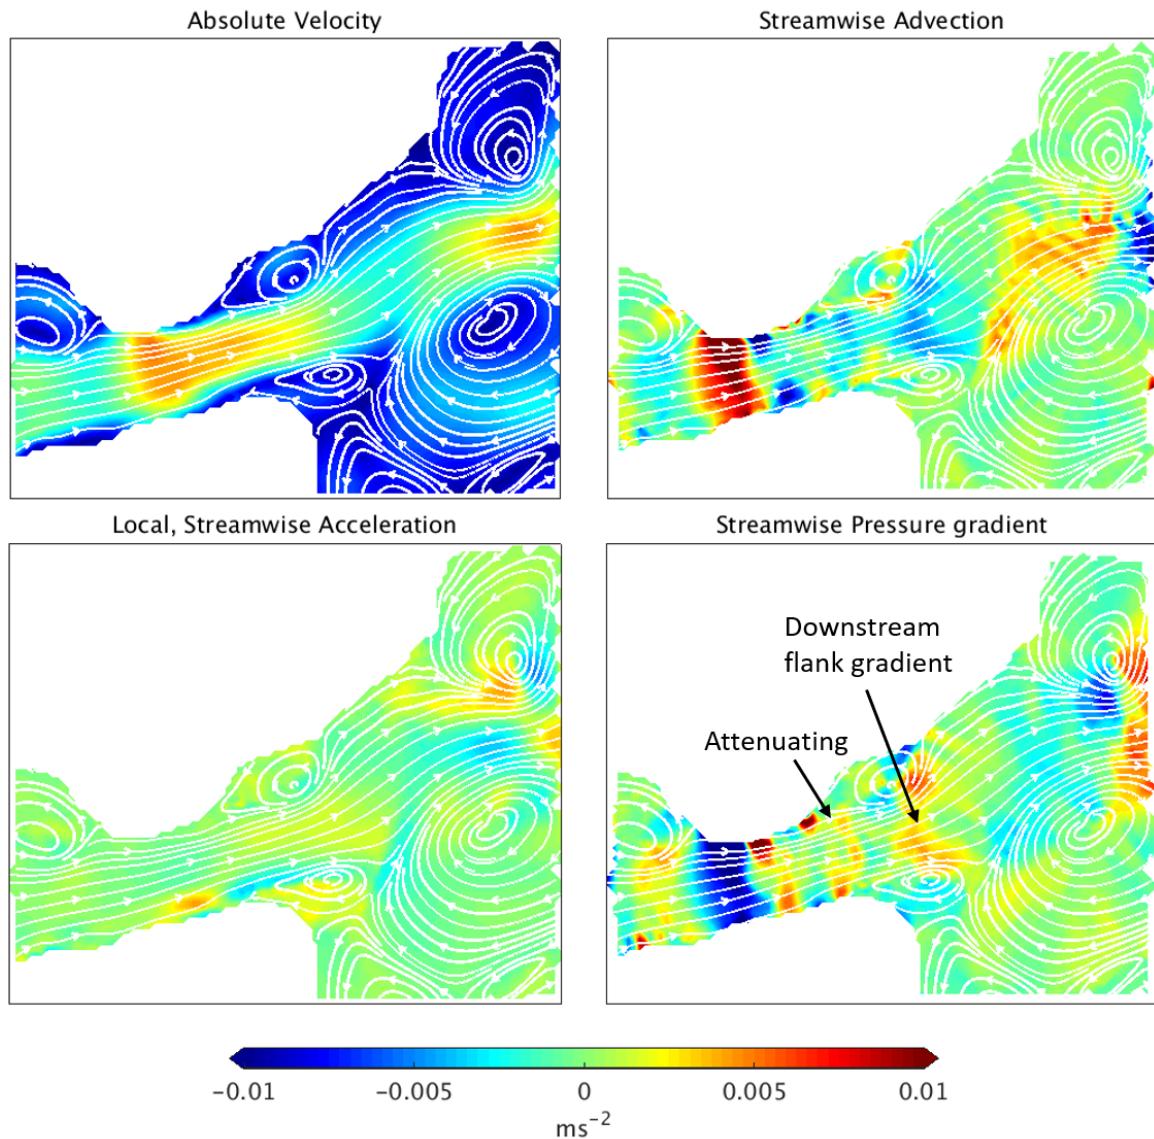 Absolute Velocity
Streamwise Advection
Local, Streamwise Acceleration
Streamwise Pressure gradient
Downstream
flank gradient
Attenuating
−0.01 −0.005 0 0.005 0.01
ms⁻²